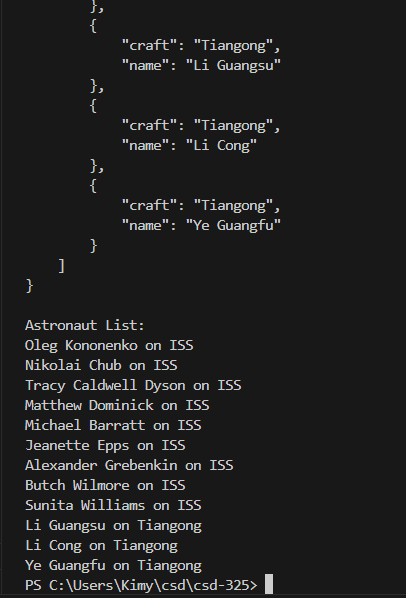 },
{
"craft": "Tiangong",
"name": "Li Guangsu"
},
{
"craft": "Tiangong",
"name": "Li Cong"
},
{
"craft": "Tiangong",
"name": "Ye Guangfu"
}
]
}
Astronaut List:
Oleg Kononenko on ISS
Nikolai Chub on ISS
Tracy Caldwell Dyson on ISS
Matthew Dominick on ISS
Michael Barratt on ISS
Jeanette Epps on ISS
Alexander Grebenkin on ISS
Butch Wilmore on ISS
Sunita Williams on ISS
Li Guangsu on Tiangong
Li Cong on Tiangong
Ye Guangfu on Tiangong
PS C:\Users\Kimy\csd\csd-325>